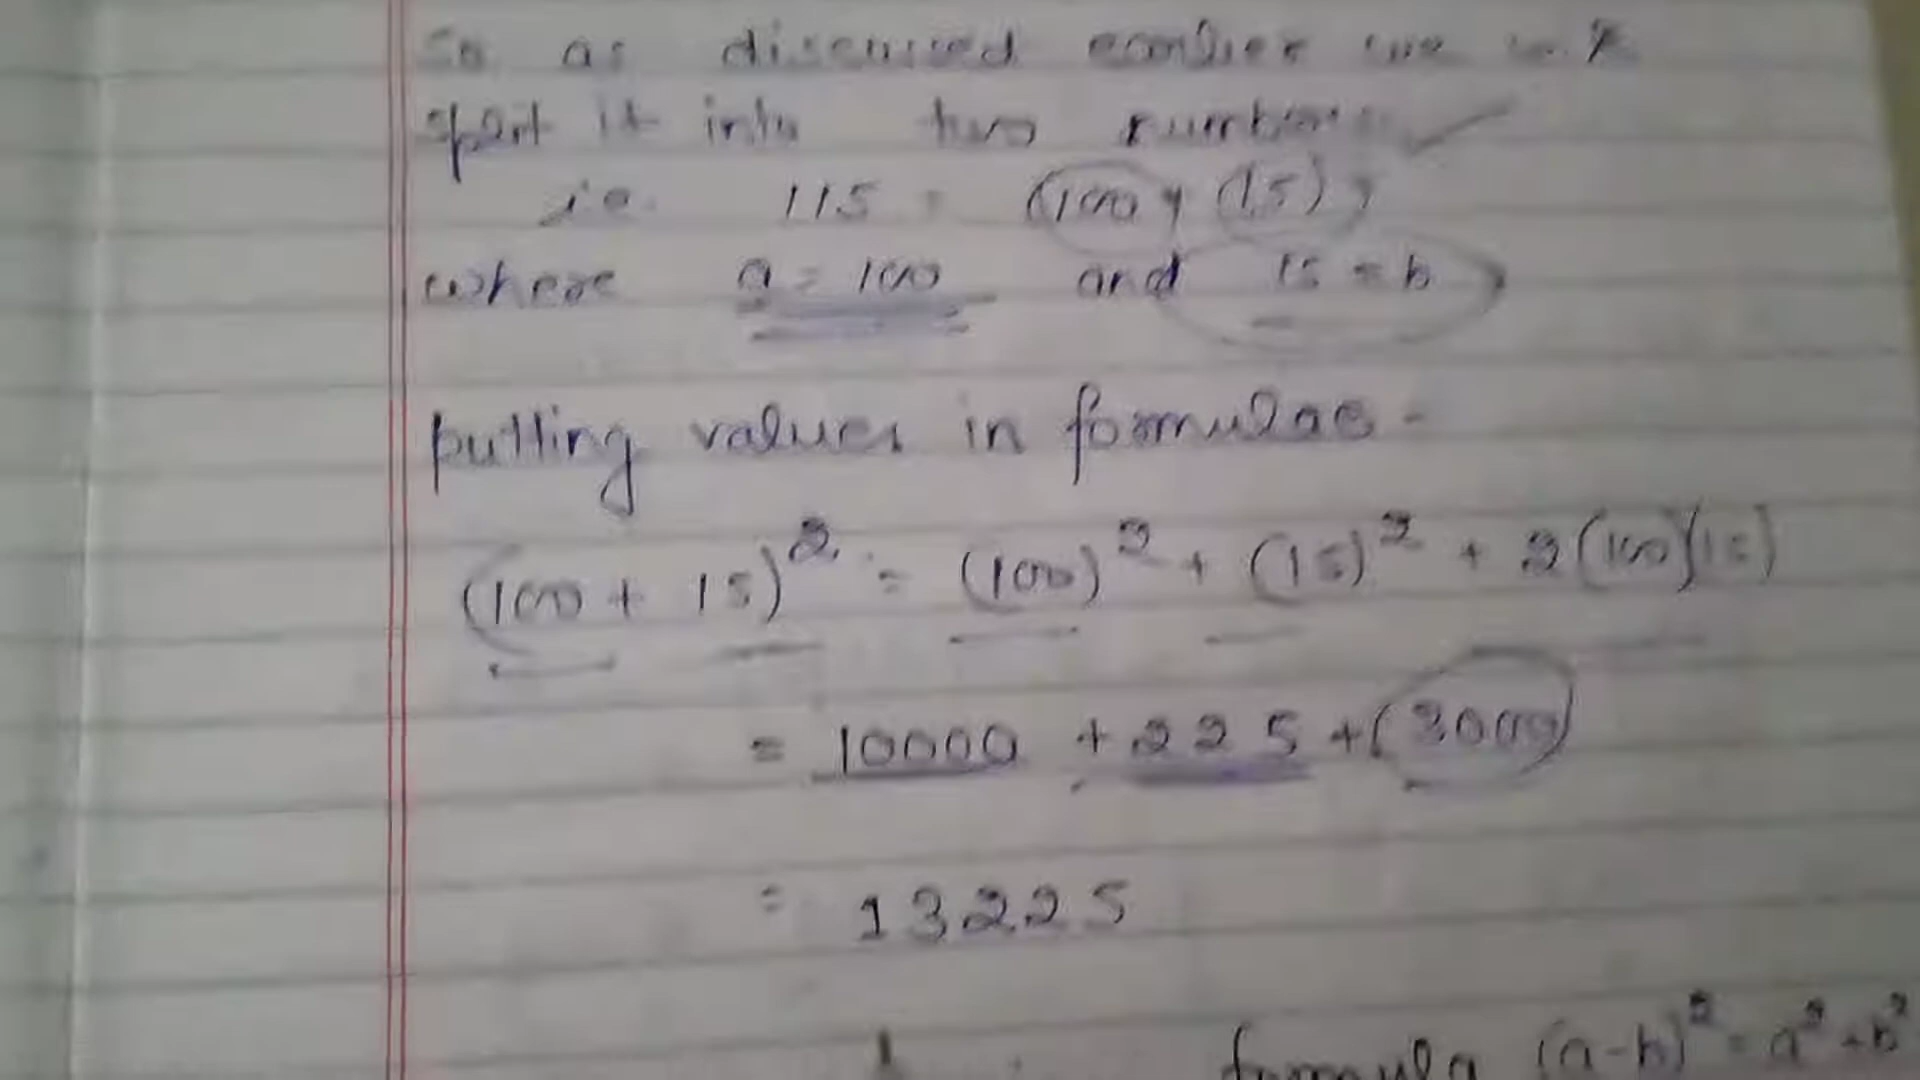 So as discussed earlier we will
split it into two numbers
i.e. 115 = (100, (15),
where a = 100 and 15 = b
putting values in formulae -
(100 + 15)² = (100)² + (15)² + 2(100)(15)
= 10000 + 225 + (3000)
= 13225
formula (a-b)² = a² + b²